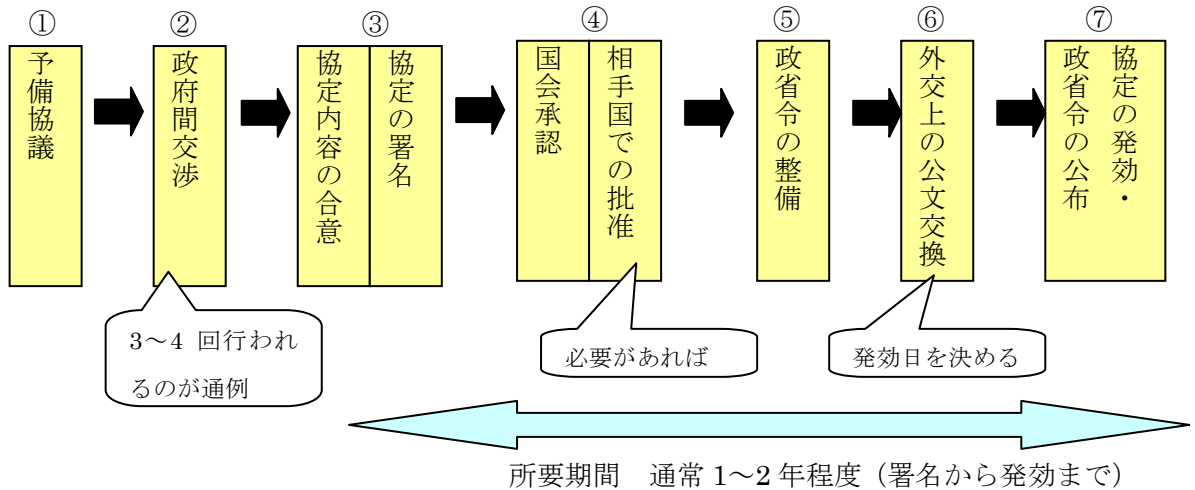 ①
予備協議
②
政府間交渉
3～4 回行われ
るのが通例
③
協定内容の合意
協定の署名
④
国会承認
相手国での批准
必要があれば
⑤
政省令の整備
⑥
外交上の公文交換
発効日を決める
⑦
協定の発効・
政省令の公布
所要期間　通常 1～2 年程度（署名から発効まで）